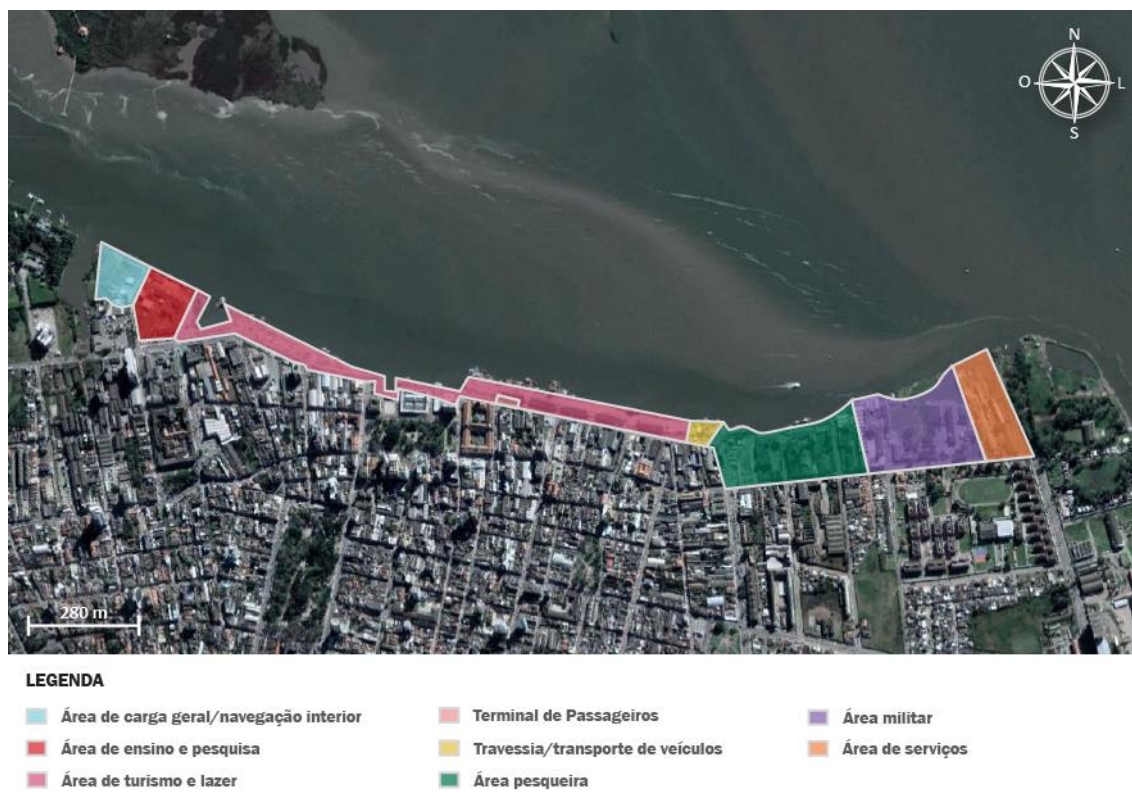 N
O L
S
280 m
LEGENDA
Área de carga geral/navegação interior
Área de ensino e pesquisa
Área de turismo e lazer
Terminal de Passageiros
Travessia/transporte de veículos
Área pesqueira
Área militar
Área de serviços